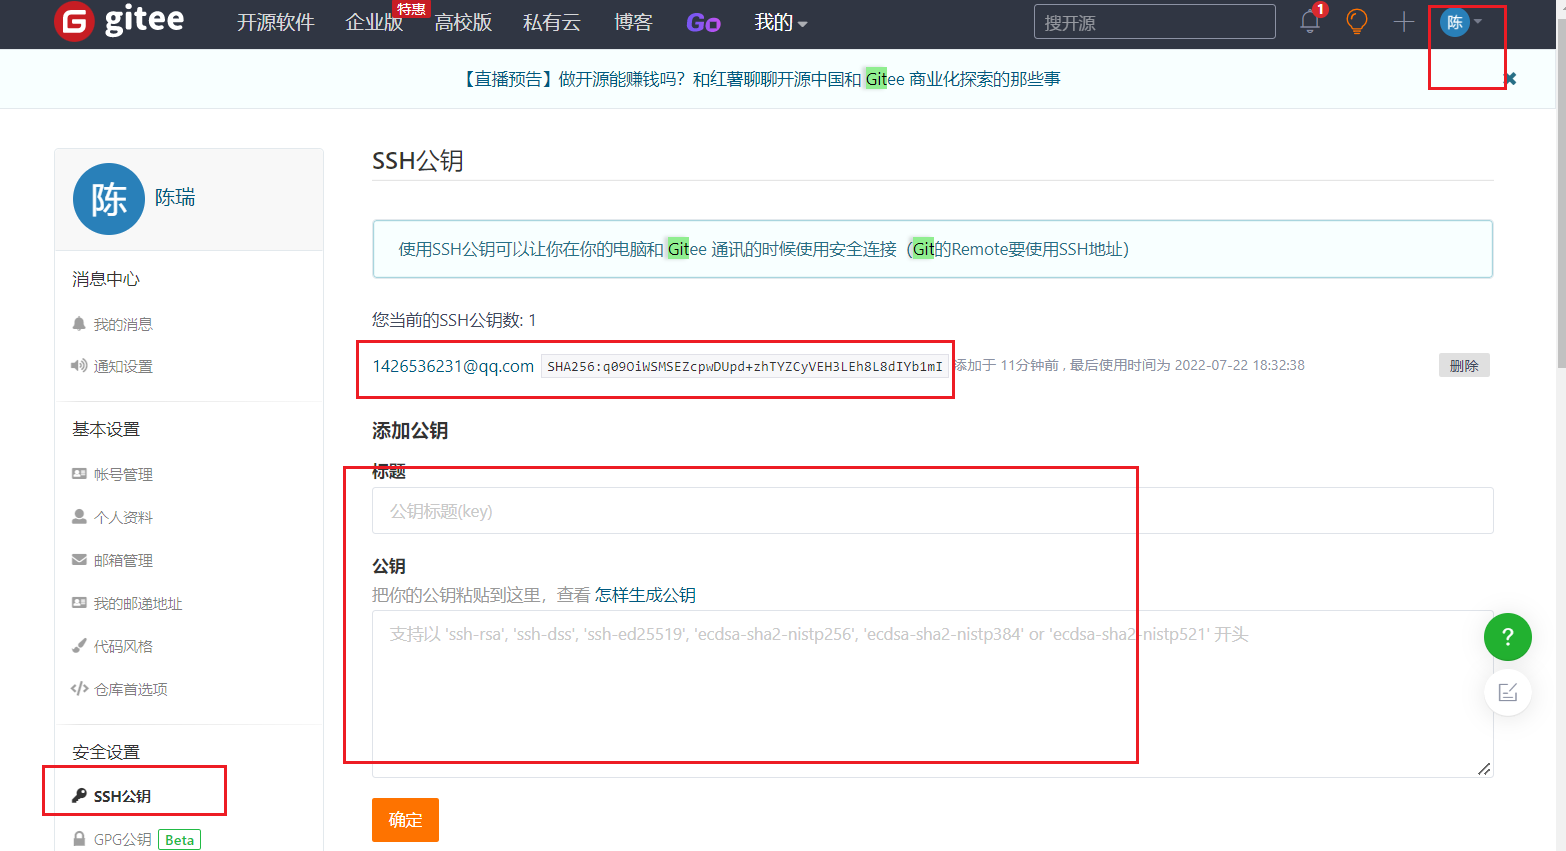 gitee 开源软件 企业版 特惠 高校版 私有云 博客 Go 我的 搜开源 1 陈
【直播预告】做开源能赚钱吗？和红薯聊聊开源中国和 Gitee 商业化探索的那些事
陈 陈瑞
消息中心
我的消息
通知设置
基本设置
帐号管理
个人资料
邮箱管理
我的邮递地址
代码风格
仓库首选项
安全设置
SSH公钥
GPG公钥 Beta
SSH公钥
使用SSH公钥可以让你在你的电脑和 Gitee 通讯的时候使用安全连接（Git的Remote要使用SSH地址）
您当前的SSH公钥数: 1
1426536231@qq.com SHA256:q09OiWSMSEZcpwDUpd+zhTYZCyVEH3LEh8L8dIYb1mI 添加于 11分钟前 , 最后使用时间为 2022-07-22 18:32:38 删除
添加公钥
标题
公钥标题(key)
公钥
把你的公钥粘贴到这里，查看 怎样生成公钥
支持以 'ssh-rsa', 'ssh-dss', 'ssh-ed25519', 'ecdsa-sha2-nistp256', 'ecdsa-sha2-nistp384' or 'ecdsa-sha2-nistp521' 开头
?
确定